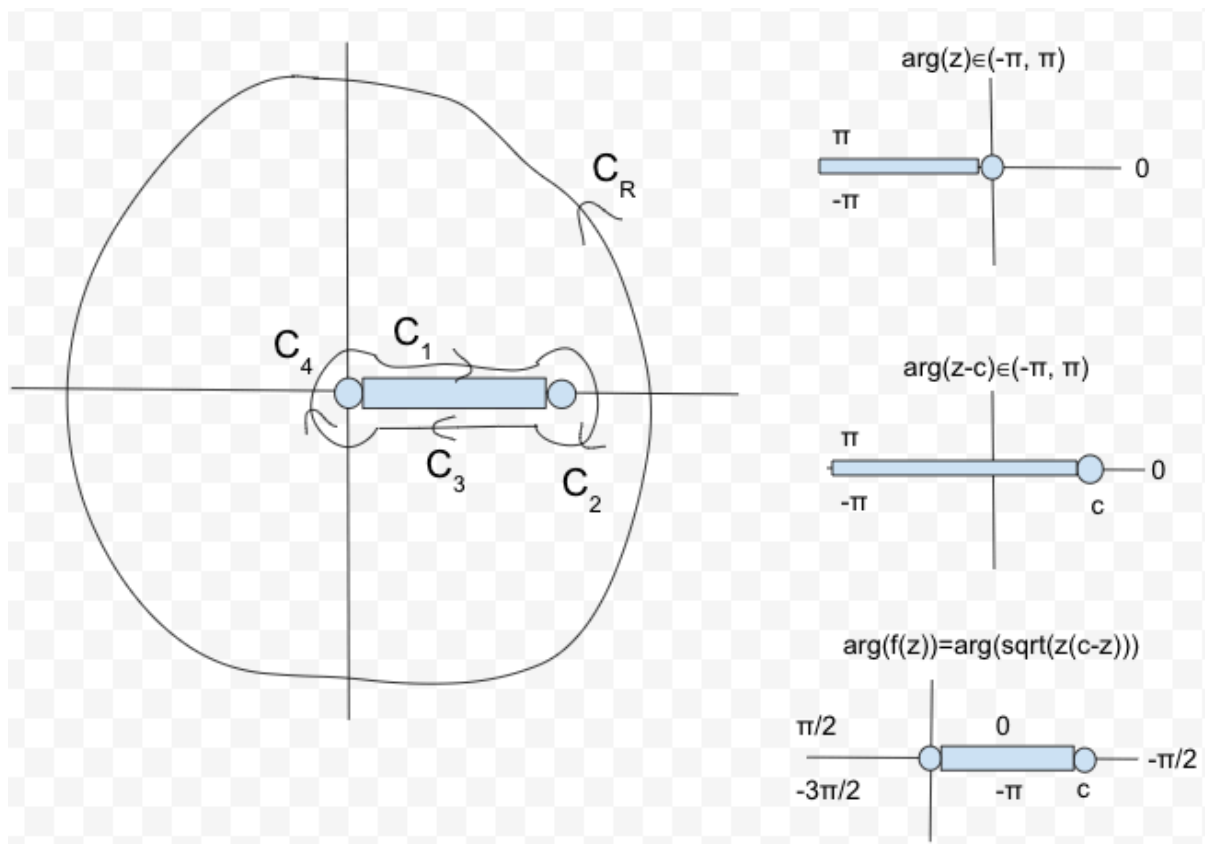 C_R
C_4
C_1
C_3
C_2
arg(z)∈(-π, π)
π
0
-π
arg(z-c)∈(-π, π)
π
0
-π
c
arg(f(z))=arg(sqrt(z(c-z)))
π/2
0
-π/2
-3π/2
-π
c